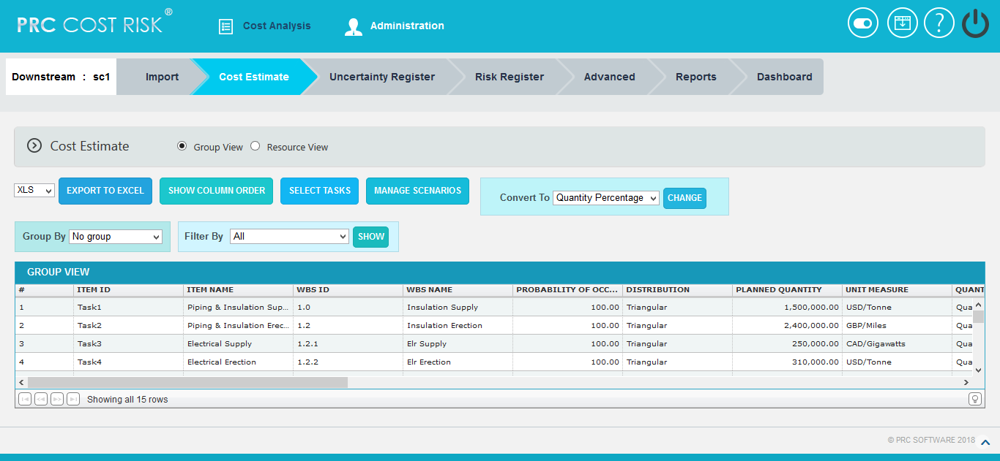 PRC COST RISK ®
Cost Analysis
Administration
?
Downstream : sc1
Import
Cost Estimate
Uncertainty Register
Risk Register
Advanced
Reports
Dashboard
Cost Estimate
Group View
Resource View
XLS
EXPORT TO EXCEL
SHOW COLUMN ORDER
SELECT TASKS
MANAGE SCENARIOS
Convert To Quantity Percentage CHANGE
Group By No group
Filter By All SHOW
GROUP VIEW
# ITEM ID ITEM NAME WBS ID WBS NAME PROBABILITY OF OCC... DISTRIBUTION PLANNED QUANTITY UNIT MEASURE QUANT
1 Task1 Piping & Insulation Sup... 1.0 Insulation Supply 100.00 Triangular 1,500,000.00 USD/Tonne Qua
2 Task2 Piping & Insulation Erec... 1.2 Insulation Erection 100.00 Triangular 2,400,000.00 GBP/Miles Qua
3 Task3 Electrical Supply 1.2.1 Elr Supply 100.00 Triangular 250,000.00 CAD/Gigawatts Qua
4 Task4 Electrical Erection 1.2.2 Elr Erection 100.00 Triangular 310,000.00 USD/Tonne Qua
Showing all 15 rows
© PRC SOFTWARE 2018